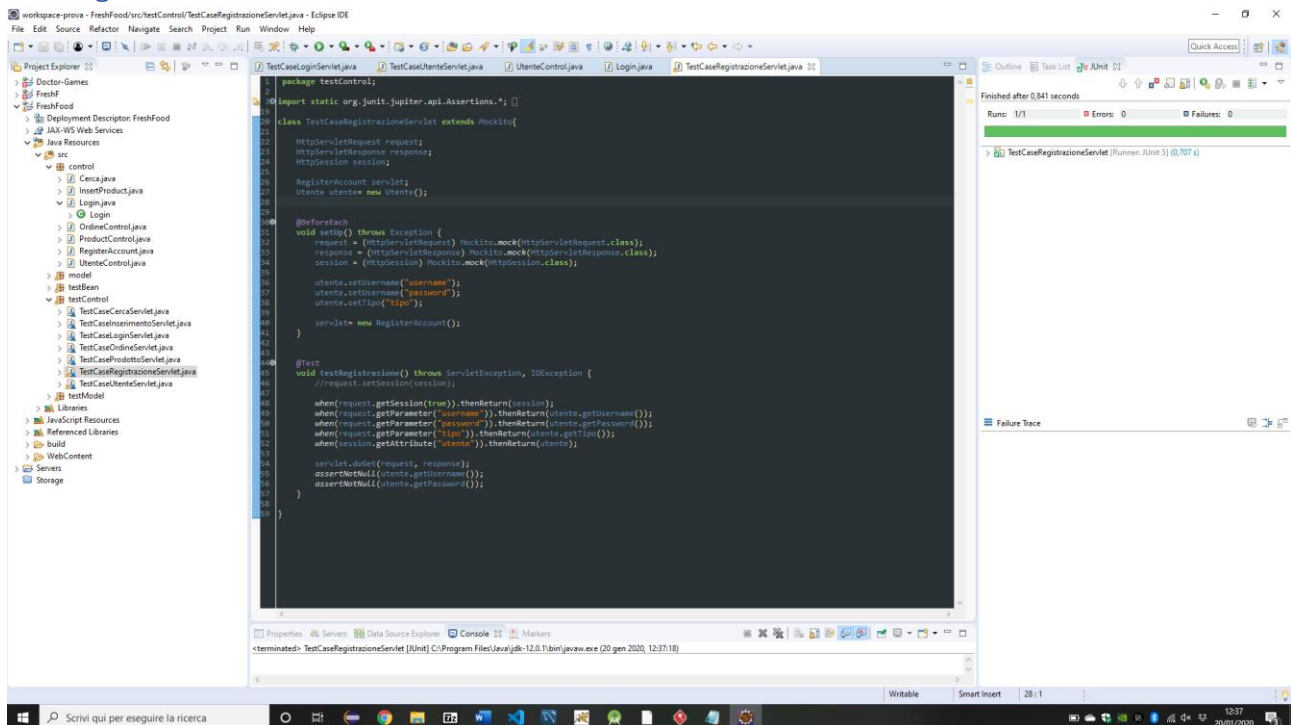 workspace-prova - FreshFood/src/testControl/TestCaseRegistrazioneServlet.java - Eclipse IDE
File Edit Source Refactor Navigate Search Project Run Window Help
Quick Access
Project Explorer
Doctor-Games
FreshF
FreshFood
Deployment Descriptor: FreshFood
JAX-WS Web Services
Java Resources
src
control
Cerca.java
InsertProduct.java
Login.java
Login
OrdineControl.java
ProductControl.java
RegisterAccount.java
UtenteControl.java
model
testBean
testControl
TestCaseCercaServlet.java
TestCaseInserimentoServlet.java
TestCaseLoginServlet.java
TestCaseOrdineServlet.java
TestCaseProdottoServlet.java
TestCaseRegistrazioneServlet.java
TestCaseUtenteServlet.java
testModel
Libraries
JavaScript Resources
Referenced Libraries
build
WebContent
Servers
Storage
TestCaseLoginServlet.java TestCaseUtenteServlet.java UtenteControl.java Login.java TestCaseRegistrazioneServlet.java
1 package testControl;
2
3 import static org.junit.jupiter.api.Assertions.*;
19
20 class TestCaseRegistrazioneServlet extends Mockito{
21
22 HttpServletRequest request;
23 HttpServletResponse response;
24 HttpSession session;
25
26 RegisterAccount servlet;
27 Utente utente= new Utente();
28
29
30 @BeforeEach
31 void setUp() throws Exception {
32 request = (HttpServletRequest) Mockito.mock(HttpServletRequest.class);
33 response = (HttpServletResponse) Mockito.mock(HttpServletResponse.class);
34 session = (HttpSession) Mockito.mock(HttpSession.class);
35
36 utente.setUsername("username");
37 utente.setUsername("password");
38 utente.setTipo("tipo");
39
40 servlet= new RegisterAccount();
41 }
42
43
44 @Test
45 void testRegistrazione() throws ServletException, IOException {
46 //request.setSession(session);
47
48 when(request.getSession(true)).thenReturn(session);
49 when(request.getParameter("username")).thenReturn(utente.getUsername());
50 when(request.getParameter("password")).thenReturn(utente.getPassword());
51 when(request.getParameter("tipo")).thenReturn(utente.getTipo());
52 when(session.getAttribute("utente")).thenReturn(utente);
53
54 servlet.doGet(request, response);
55 assertNotNull(utente.getUsername());
56 assertNotNull(utente.getPassword());
57 }
58
59 }
Outline Task List JUnit
Finished after 0,841 seconds
Runs: 1/1 Errors: 0 Failures: 0
TestCaseRegistrazioneServlet [Runner: JUnit 5] (0,707 s)
Failure Trace
Properties Servers Data Source Explorer Console Markers
<terminated> TestCaseRegistrazioneServlet [JUnit] C:\Program Files\Java\jdk-12.0.1\bin\javaw.exe (20 gen 2020, 12:37:18)
Writable Smart Insert 28 : 1
Scrivi qui per eseguire la ricerca
12:37
20/01/2020